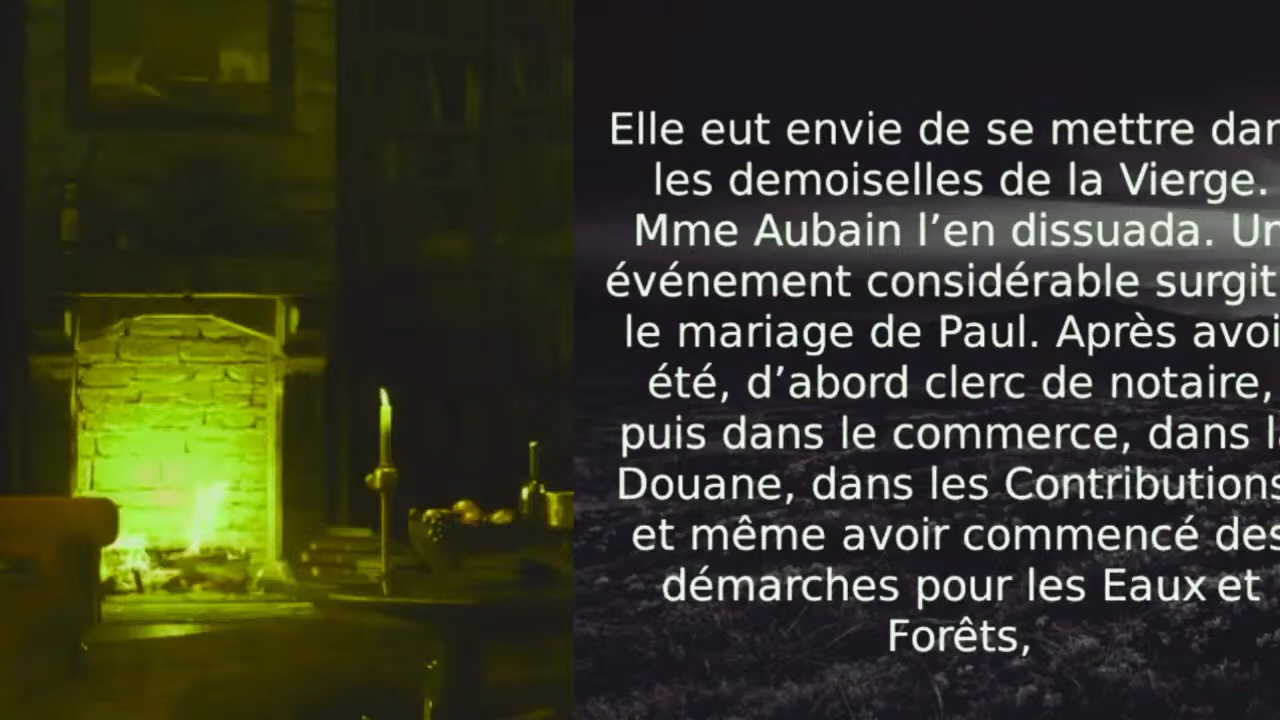 Elle eut envie de se mettre dan
les demoiselles de la Vierge.
Mme Aubain l’en dissuada. Un
événement considérable surgit
le mariage de Paul. Après avoi
été, d’abord clerc de notaire,
puis dans le commerce, dans l
Douane, dans les Contributions
et même avoir commencé des
démarches pour les Eaux et
Forêts,